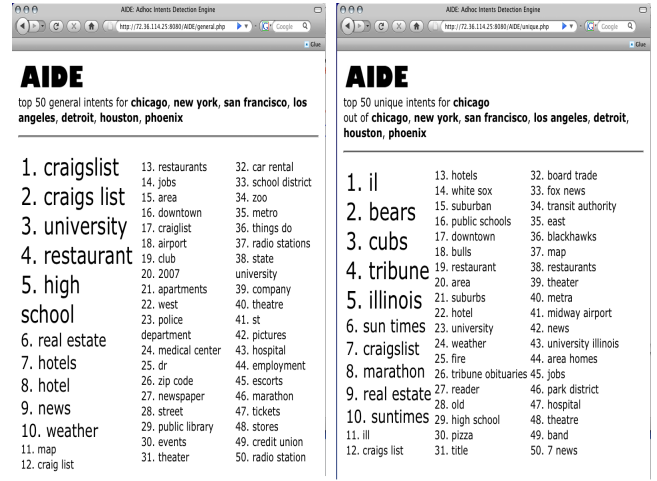 AIDE: Adhoc Intents Detection Engine
http://72.36.114.25:8080/AIDE/general.php
Google
Glue
AIDE
top 50 general intents for chicago, new york, san francisco, los
angeles, detroit, houston, phoenix
1. craigslist
2. craigs list
3. university
4. restaurant
5. high
school
6. real estate
7. hotels
8. hotel
9. news
10. weather
11. map
12. craig list
13. restaurants
14. jobs
15. area
16. downtown
17. craiglist
18. airport
19. club
20. 2007
21. apartments
22. west
23. police
department
24. medical center
25. dr
26. zip code
27. newspaper
28. street
29. public library
30. events
31. theater
32. car rental
33. school district
34. zoo
35. metro
36. things do
37. radio stations
38. state
university
39. company
40. theatre
41. st
42. pictures
43. hospital
44. employment
45. escorts
46. marathon
47. tickets
48. stores
49. credit union
50. radio station
AIDE: Adhoc Intents Detection Engine
http://72.36.114.25:8080/AIDE/unique.php
Google
Glue
AIDE
top 50 unique intents for chicago
out of chicago, new york, san francisco, los angeles, detroit,
houston, phoenix
1. il
2. bears
3. cubs
4. tribune
5. illinois
6. sun times
7. craigslist
8. marathon
9. real estate
10. suntimes
11. ill
12. craigs list
13. hotels
14. white sox
15. suburban
16. public schools
17. downtown
18. bulls
19. restaurant
20. area
21. suburbs
22. hotel
23. university
24. weather
25. fire
26. tribune obituaries
27. reader
28. old
29. high school
30. pizza
31. title
32. board trade
33. fox news
34. transit authority
35. east
36. blackhawks
37. map
38. restaurants
39. theater
40. metra
41. midway airport
42. news
43. university illinois
44. area homes
45. jobs
46. park district
47. hospital
48. theatre
49. band
50. 7 news